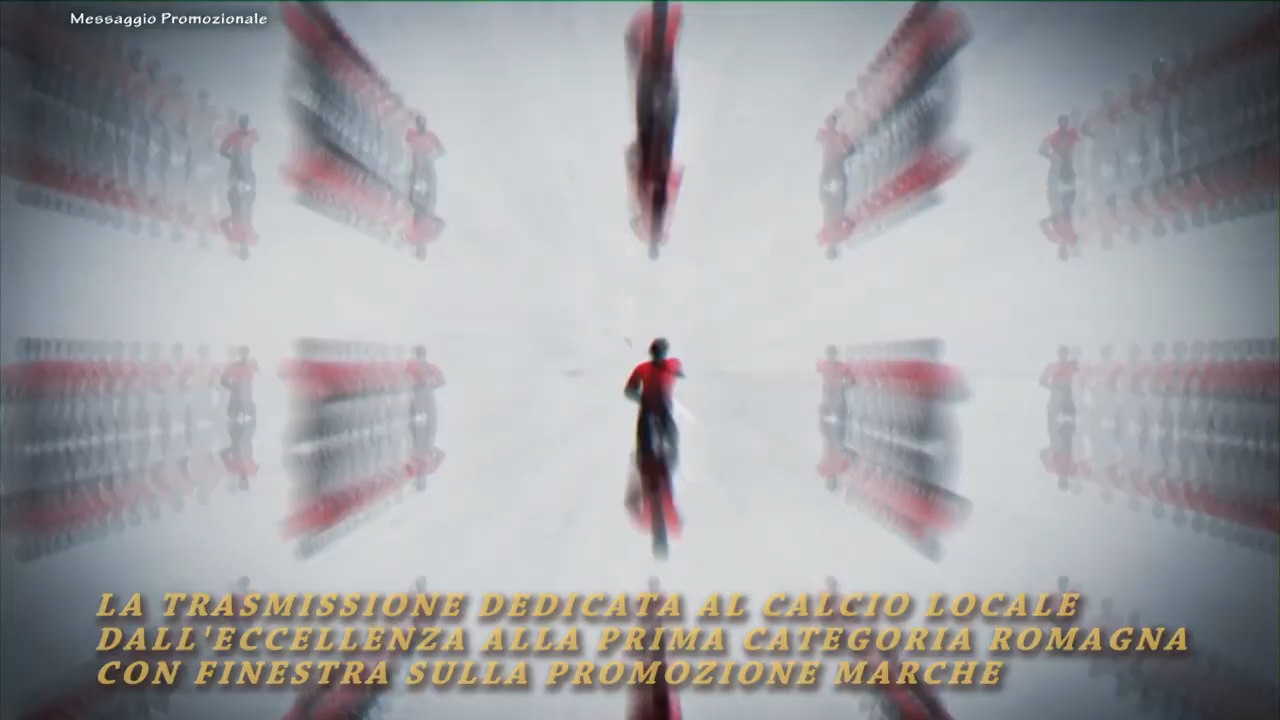 Messaggio Promozionale
LA TRASMISSIONE DEDICATA AL CALCIO LOCALE
DALL'ECCELLENZA ALLA PRIMA CATEGORIA ROMAGNA
CON FINESTRA SULLA PROMOZIONE MARCHE